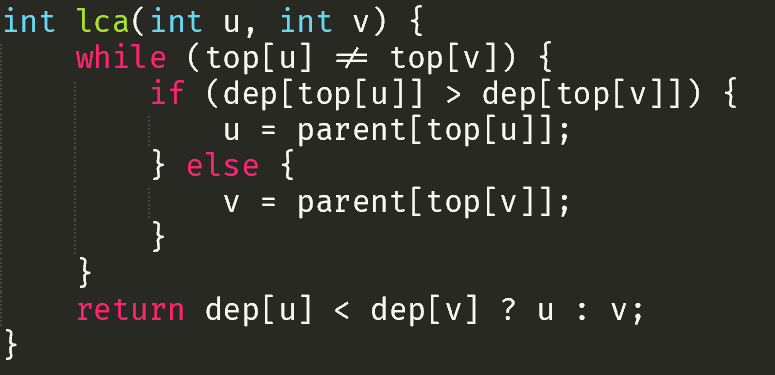 int lca(int u, int v) {
    while (top[u] != top[v]) {
        if (dep[top[u]] > dep[top[v]]) {
            u = parent[top[u]];
        } else {
            v = parent[top[v]];
        }
    }
    return dep[u] < dep[v] ? u : v;
}